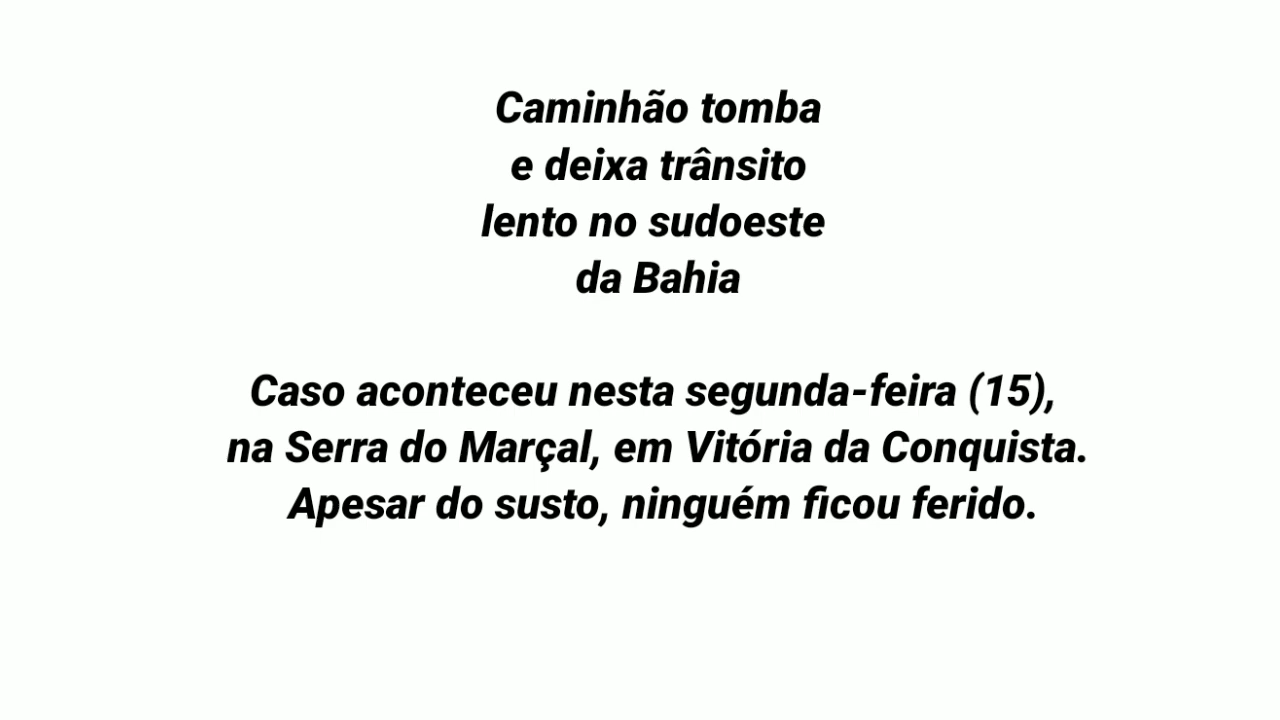 Caminhão tomba
e deixa trânsito
lento no sudoeste
da Bahia
Caso aconteceu nesta segunda-feira (15),
na Serra do Marçal, em Vitória da Conquista.
Apesar do susto, ninguém ficou ferido.